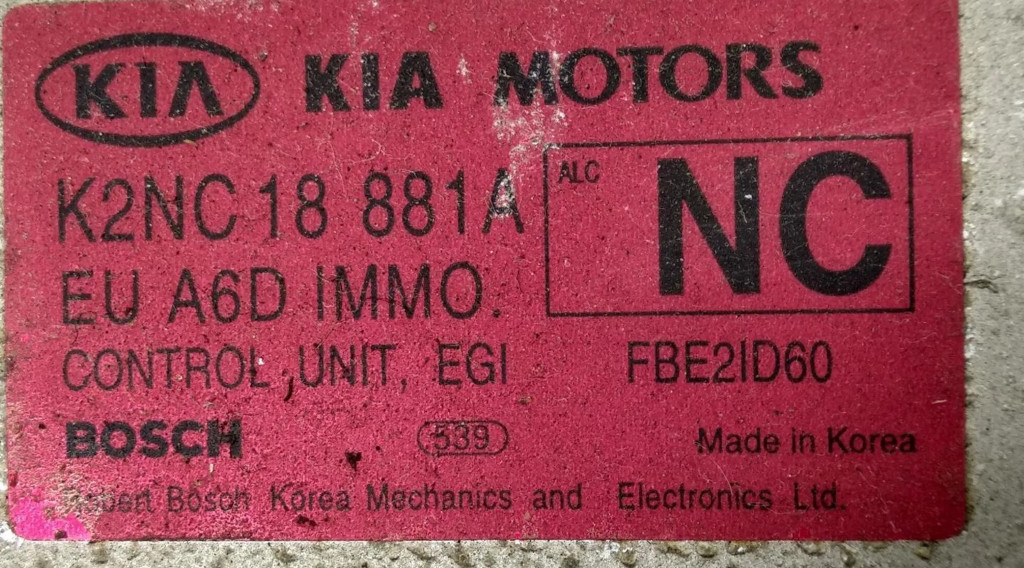 KIA KIA MOTORS
K2NC 18 881A
ALC NC
EU A6D IMMO.
CONTROL UNIT, EGI FBE2ID60
BOSCH 539 Made in Korea
Robert Bosch Korea Mechanics and Electronics Ltd.